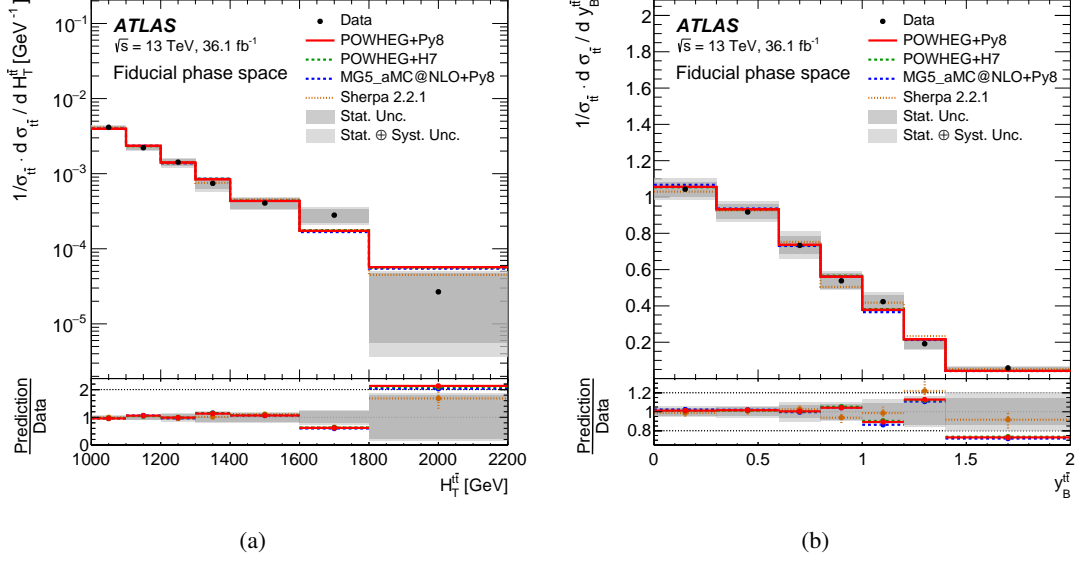 1/σ_tt̄ · d σ_tt̄ / d H_T^tt̄ [GeV⁻¹]
10⁻¹
10⁻²
10⁻³
10⁻⁴
10⁻⁵
ATLAS
√s = 13 TeV, 36.1 fb⁻¹
Fiducial phase space
Data
POWHEG+Py8
POWHEG+H7
MG5_aMC@NLO+Py8
Sherpa 2.2.1
Stat. Unc.
Stat. ⊕ Syst. Unc.
Prediction
Data
2
1
0
1000 1200 1400 1600 1800 2000 2200
H_T^tt̄ [GeV]
(a)
1/σ_tt̄ · d σ_tt̄ / d y_B^tt̄
2
1.8
1.6
1.4
1.2
1
0.8
0.6
0.4
0.2
ATLAS
√s = 13 TeV, 36.1 fb⁻¹
Fiducial phase space
Data
POWHEG+Py8
POWHEG+H7
MG5_aMC@NLO+Py8
Sherpa 2.2.1
Stat. Unc.
Stat. ⊕ Syst. Unc.
Prediction
Data
1.2
1
0.8
0 0.5 1 1.5 2
y_B^tt̄
(b)